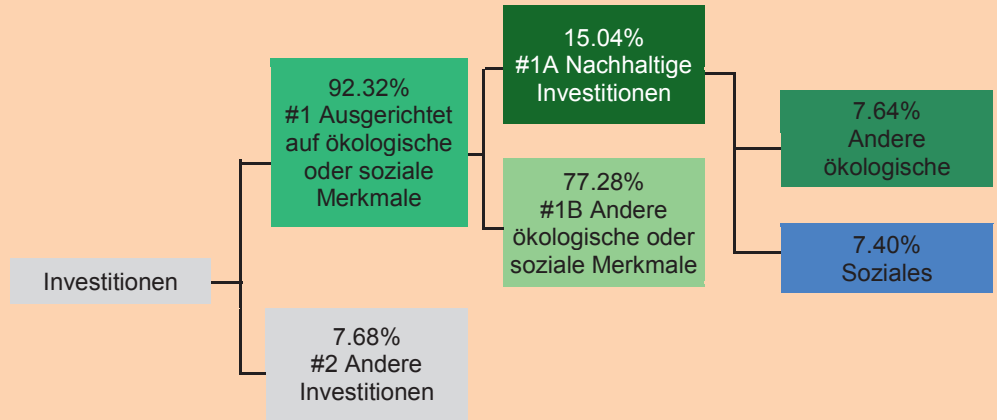 Investitionen
92.32%
#1 Ausgerichtet
auf ökologische
oder soziale
Merkmale
7.68%
#2 Andere
Investitionen
15.04%
#1A Nachhaltige
Investitionen
77.28%
#1B Andere
ökologische oder
soziale Merkmale
7.64%
Andere
ökologische
7.40%
Soziales